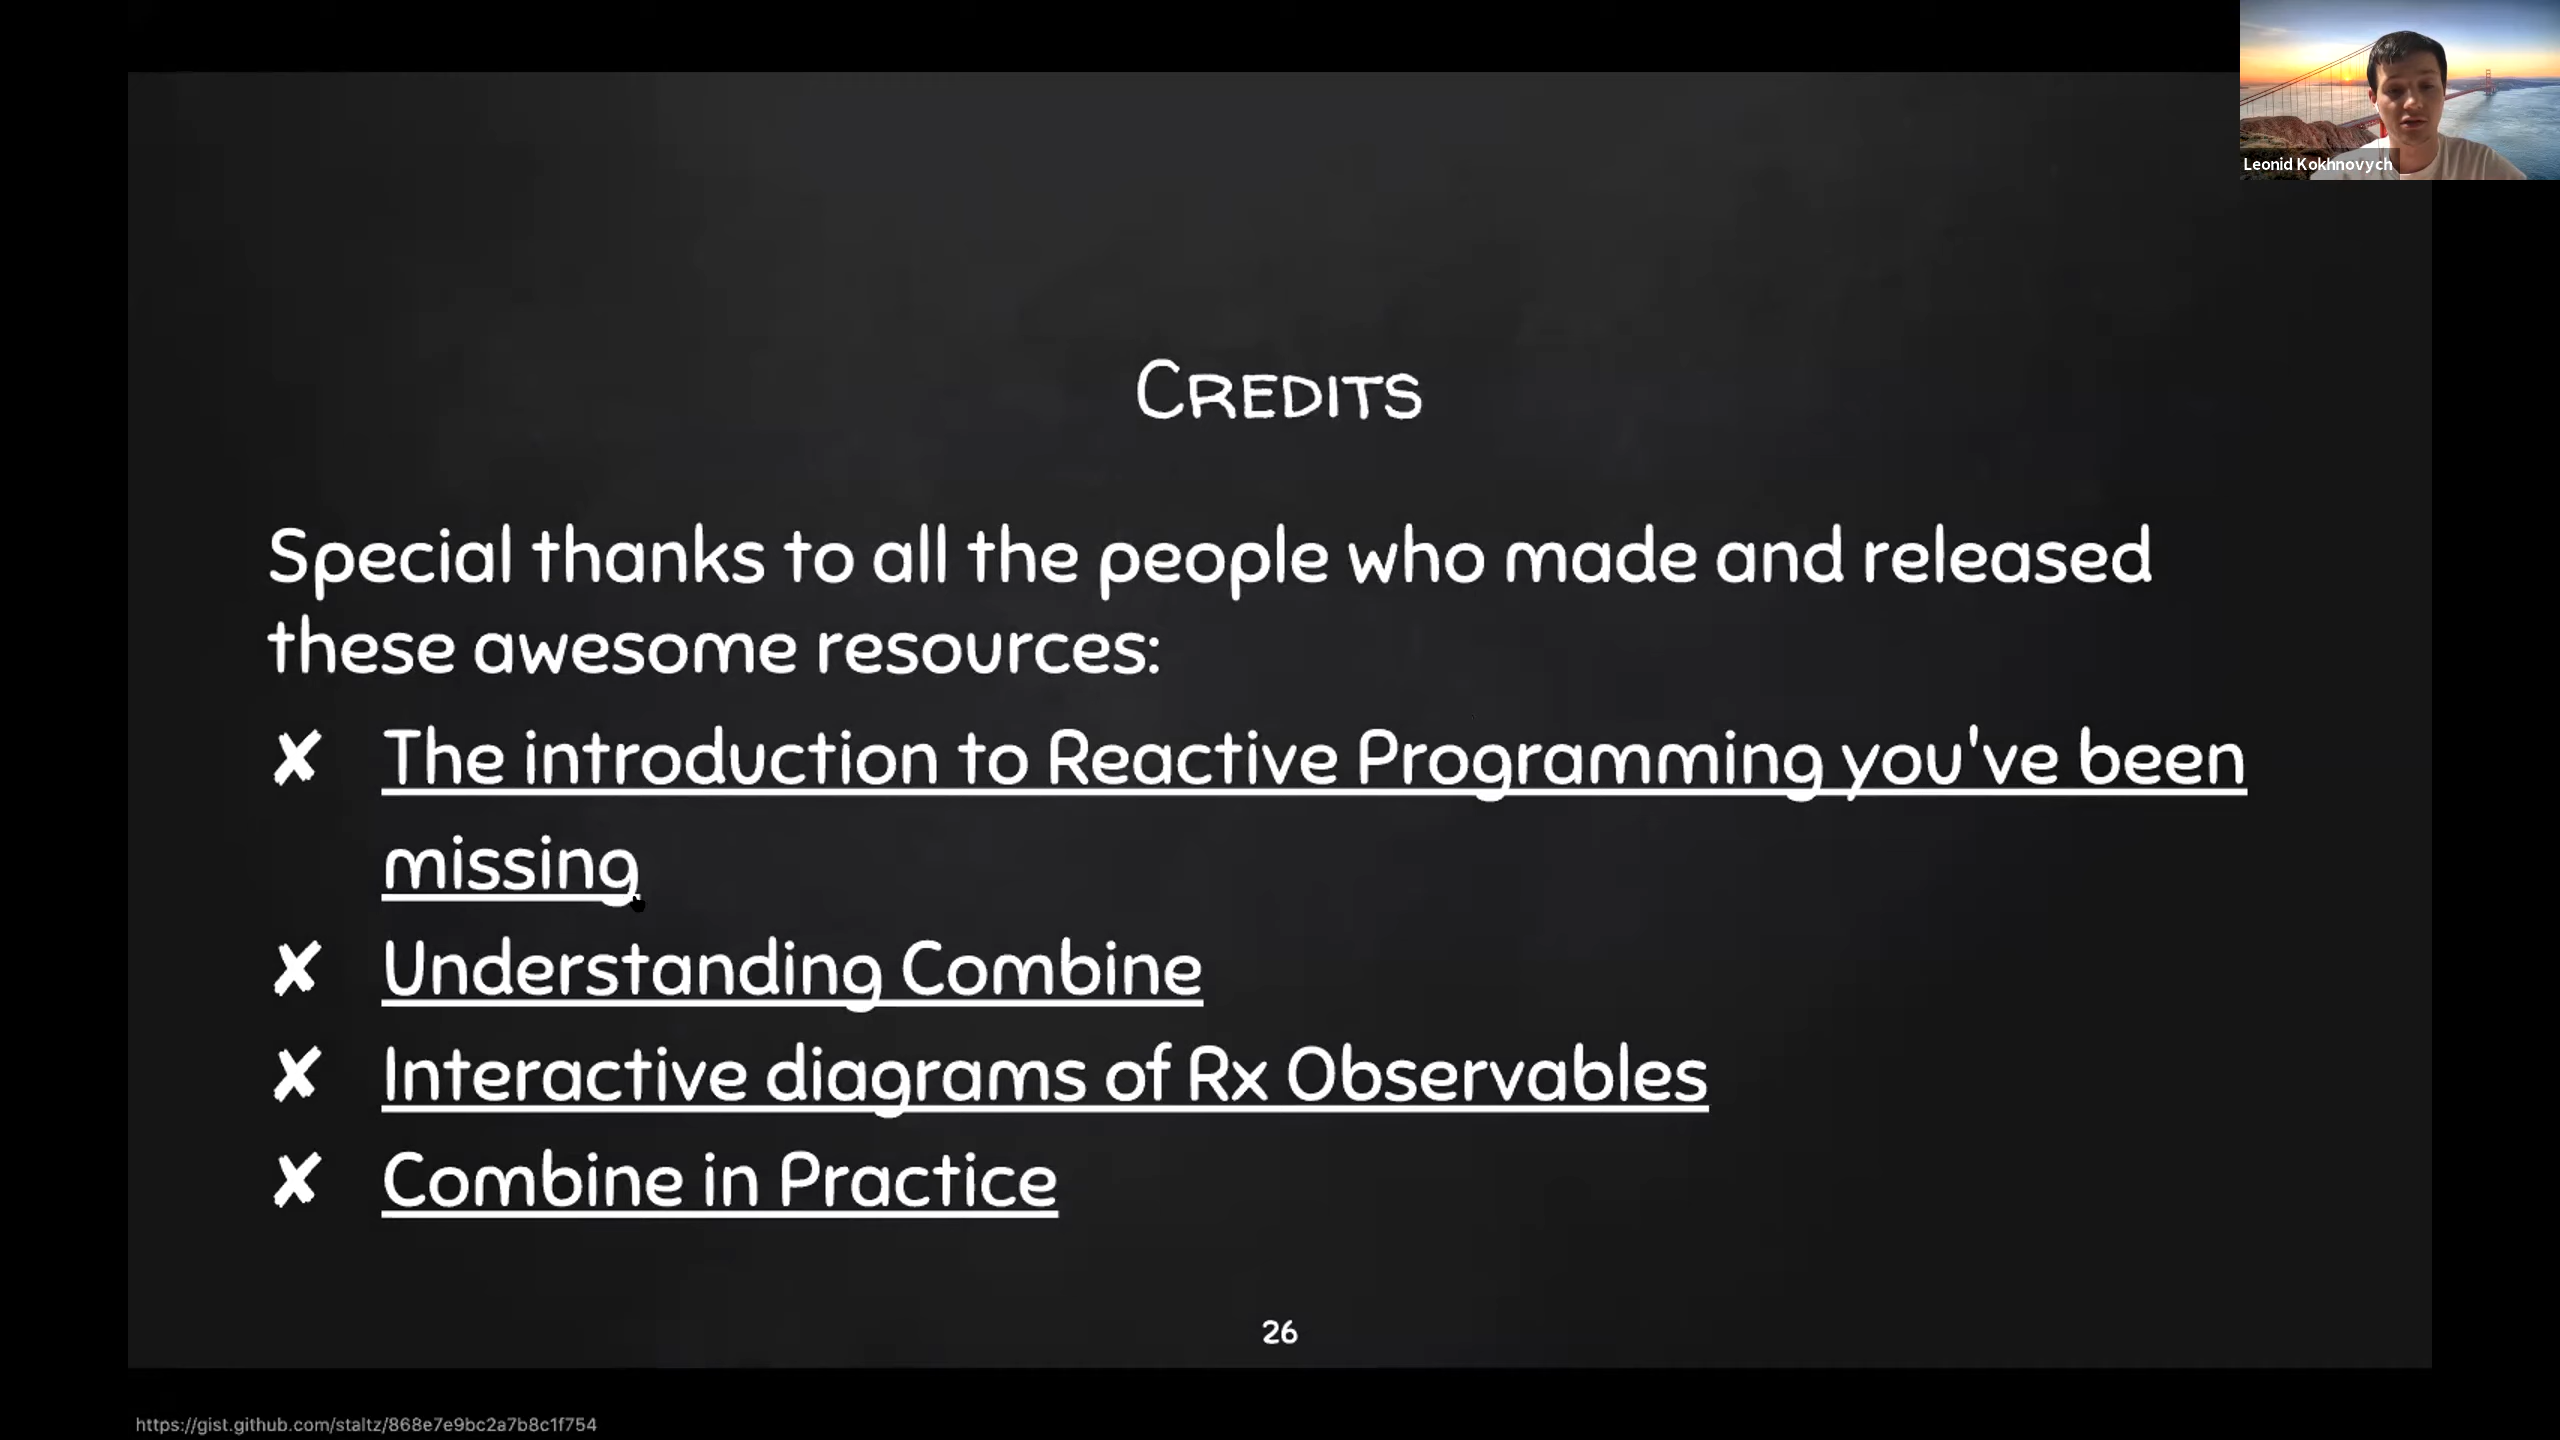 Leonid Kokhnovych
Credits
Special thanks to all the people who made and released
these awesome resources:
✘ The introduction to Reactive Programming you've been
missing
✘ Understanding Combine
✘ Interactive diagrams of Rx Observables
✘ Combine in Practice
26
https://gist.github.com/staltz/868e7e9bc2a7b8c1f754